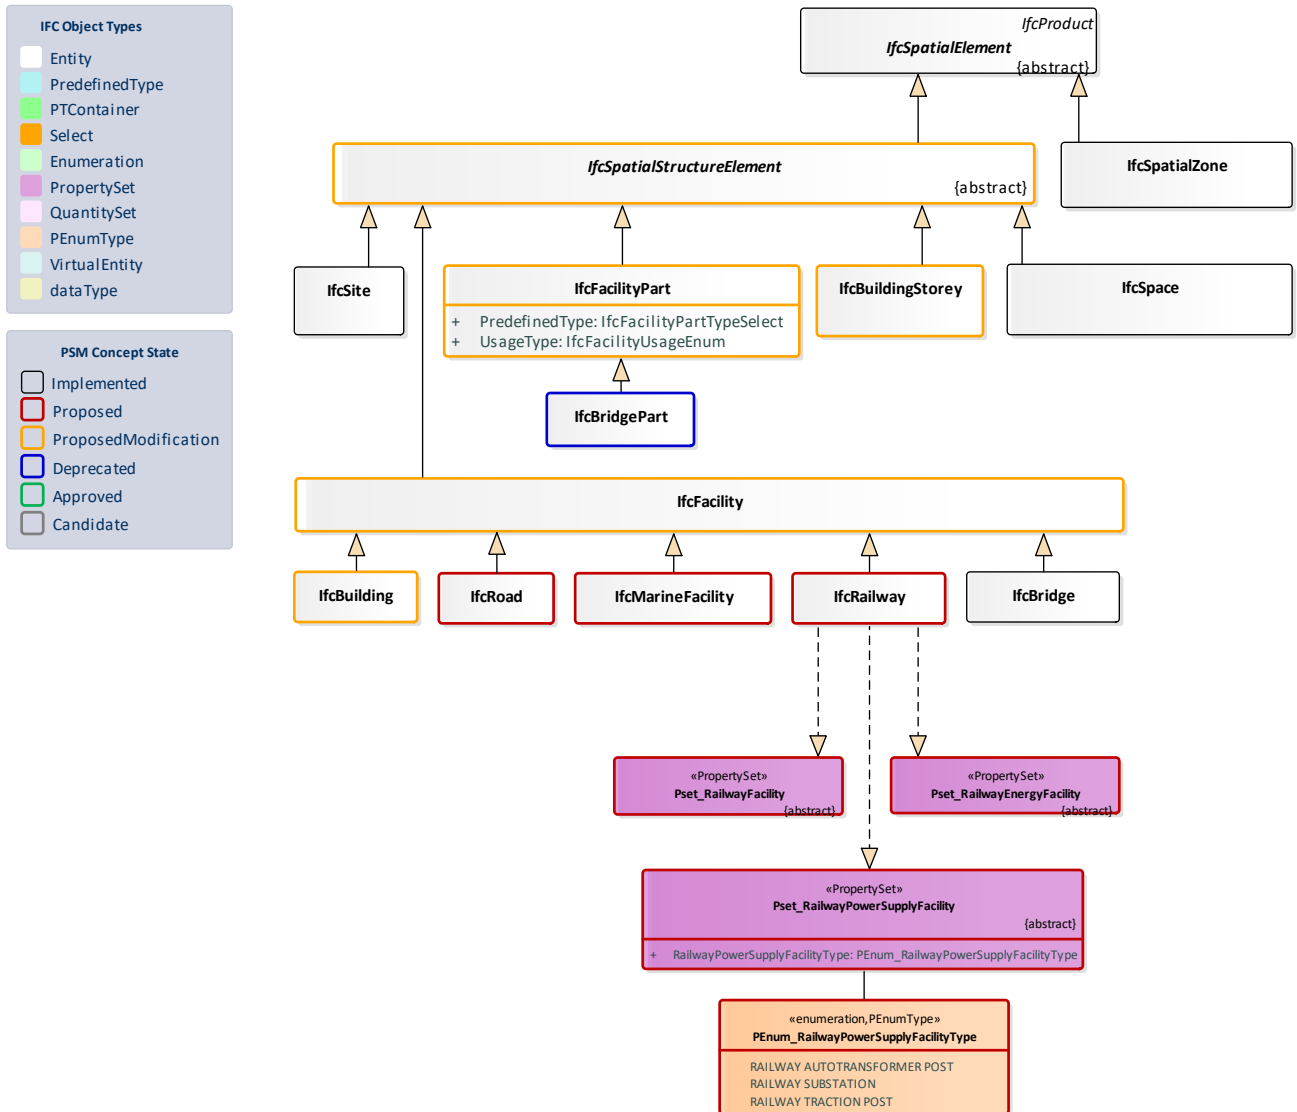 IFC Object Types
Entity
PredefinedType
PTContainer
Select
Enumeration
PropertySet
QuantitySet
PEnumType
VirtualEntity
dataType
PSM Concept State
Implemented
Proposed
ProposedModification
Deprecated
Approved
Candidate
IfcProduct
IfcSpatialElement
{abstract}
IfcSpatialStructureElement
{abstract}
IfcSpatialZone
IfcSite
IfcFacilityPart
+ PredefinedType: IfcFacilityPartTypeSelect
+ UsageType: IfcFacilityUsageEnum
IfcBuildingStorey
IfcSpace
IfcBridgePart
IfcFacility
IfcBuilding
IfcRoad
IfcMarineFacility
IfcRailway
IfcBridge
«PropertySet»
Pset_RailwayFacility
{abstract}
«PropertySet»
Pset_RailwayEnergyFacility
{abstract}
«PropertySet»
Pset_RailwayPowerSupplyFacility
{abstract}
+ RailwayPowerSupplyFacilityType: PEnum_RailwayPowerSupplyFacilityType
«enumeration,PEnumType»
PEnum_RailwayPowerSupplyFacilityType
RAILWAY AUTOTRANSFORMER POST
RAILWAY SUBSTATION
RAILWAY TRACTION POST